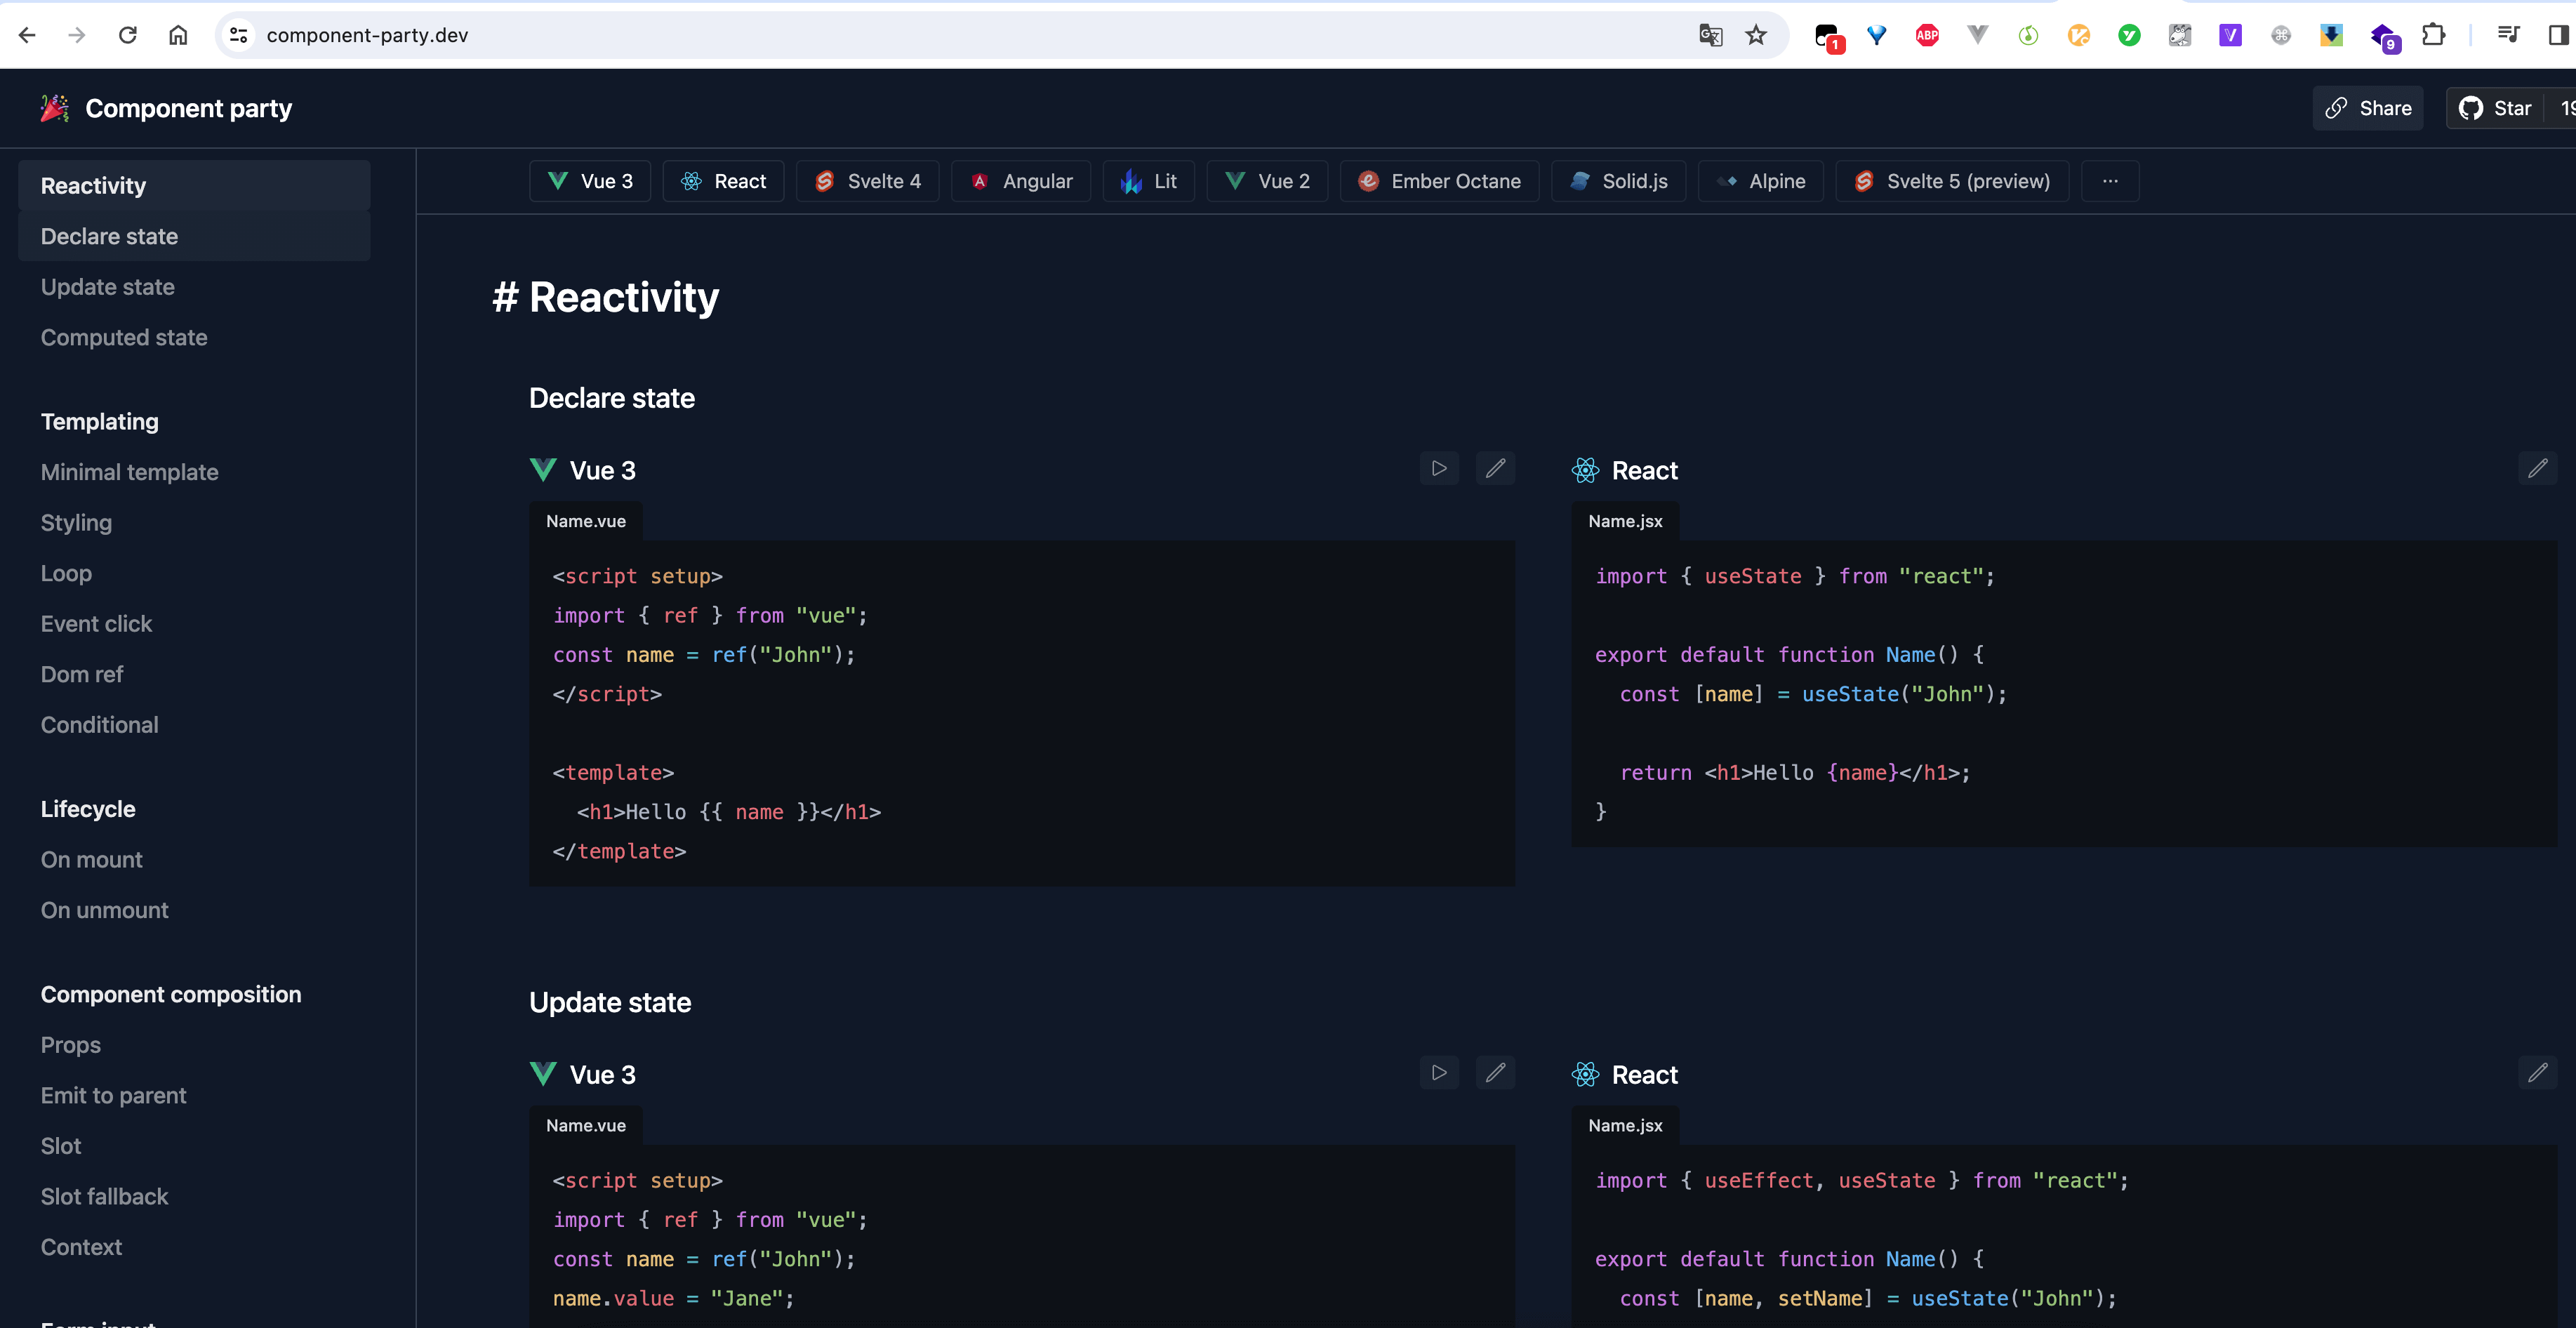 component-party.dev
1
ABP
9
Component party
Share
Star
Reactivity
Declare state
Update state
Computed state
Templating
Minimal template
Styling
Loop
Event click
Dom ref
Conditional
Lifecycle
On mount
On unmount
Component composition
Props
Emit to parent
Slot
Slot fallback
Context
Vue 3
React
Svelte 4
Angular
Lit
Vue 2
Ember Octane
Solid.js
Alpine
Svelte 5 (preview)
...
# Reactivity
Declare state
Vue 3
Name.vue
<script setup>
import { ref } from "vue";
const name = ref("John");
</script>
<template>
<h1>Hello {{ name }}</h1>
</template>
React
Name.jsx
import { useState } from "react";
export default function Name() {
const [name] = useState("John");
return <h1>Hello {name}</h1>;
}
Update state
Vue 3
Name.vue
<script setup>
import { ref } from "vue";
const name = ref("John");
name.value = "Jane";
React
Name.jsx
import { useEffect, useState } from "react";
export default function Name() {
const [name, setName] = useState("John");